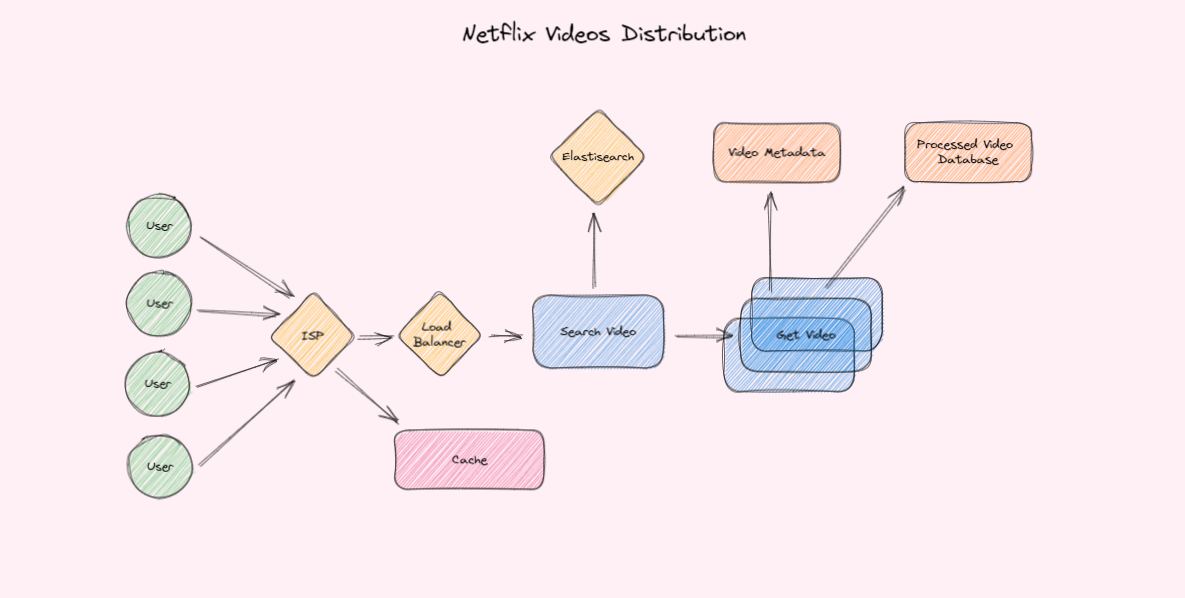 Netflix Videos Distribution
Elastisearch
Video Metadata
Processed Video
Database
User
User
User
User
ISP
Load
Balancer
Search Video
Get Video
Cache